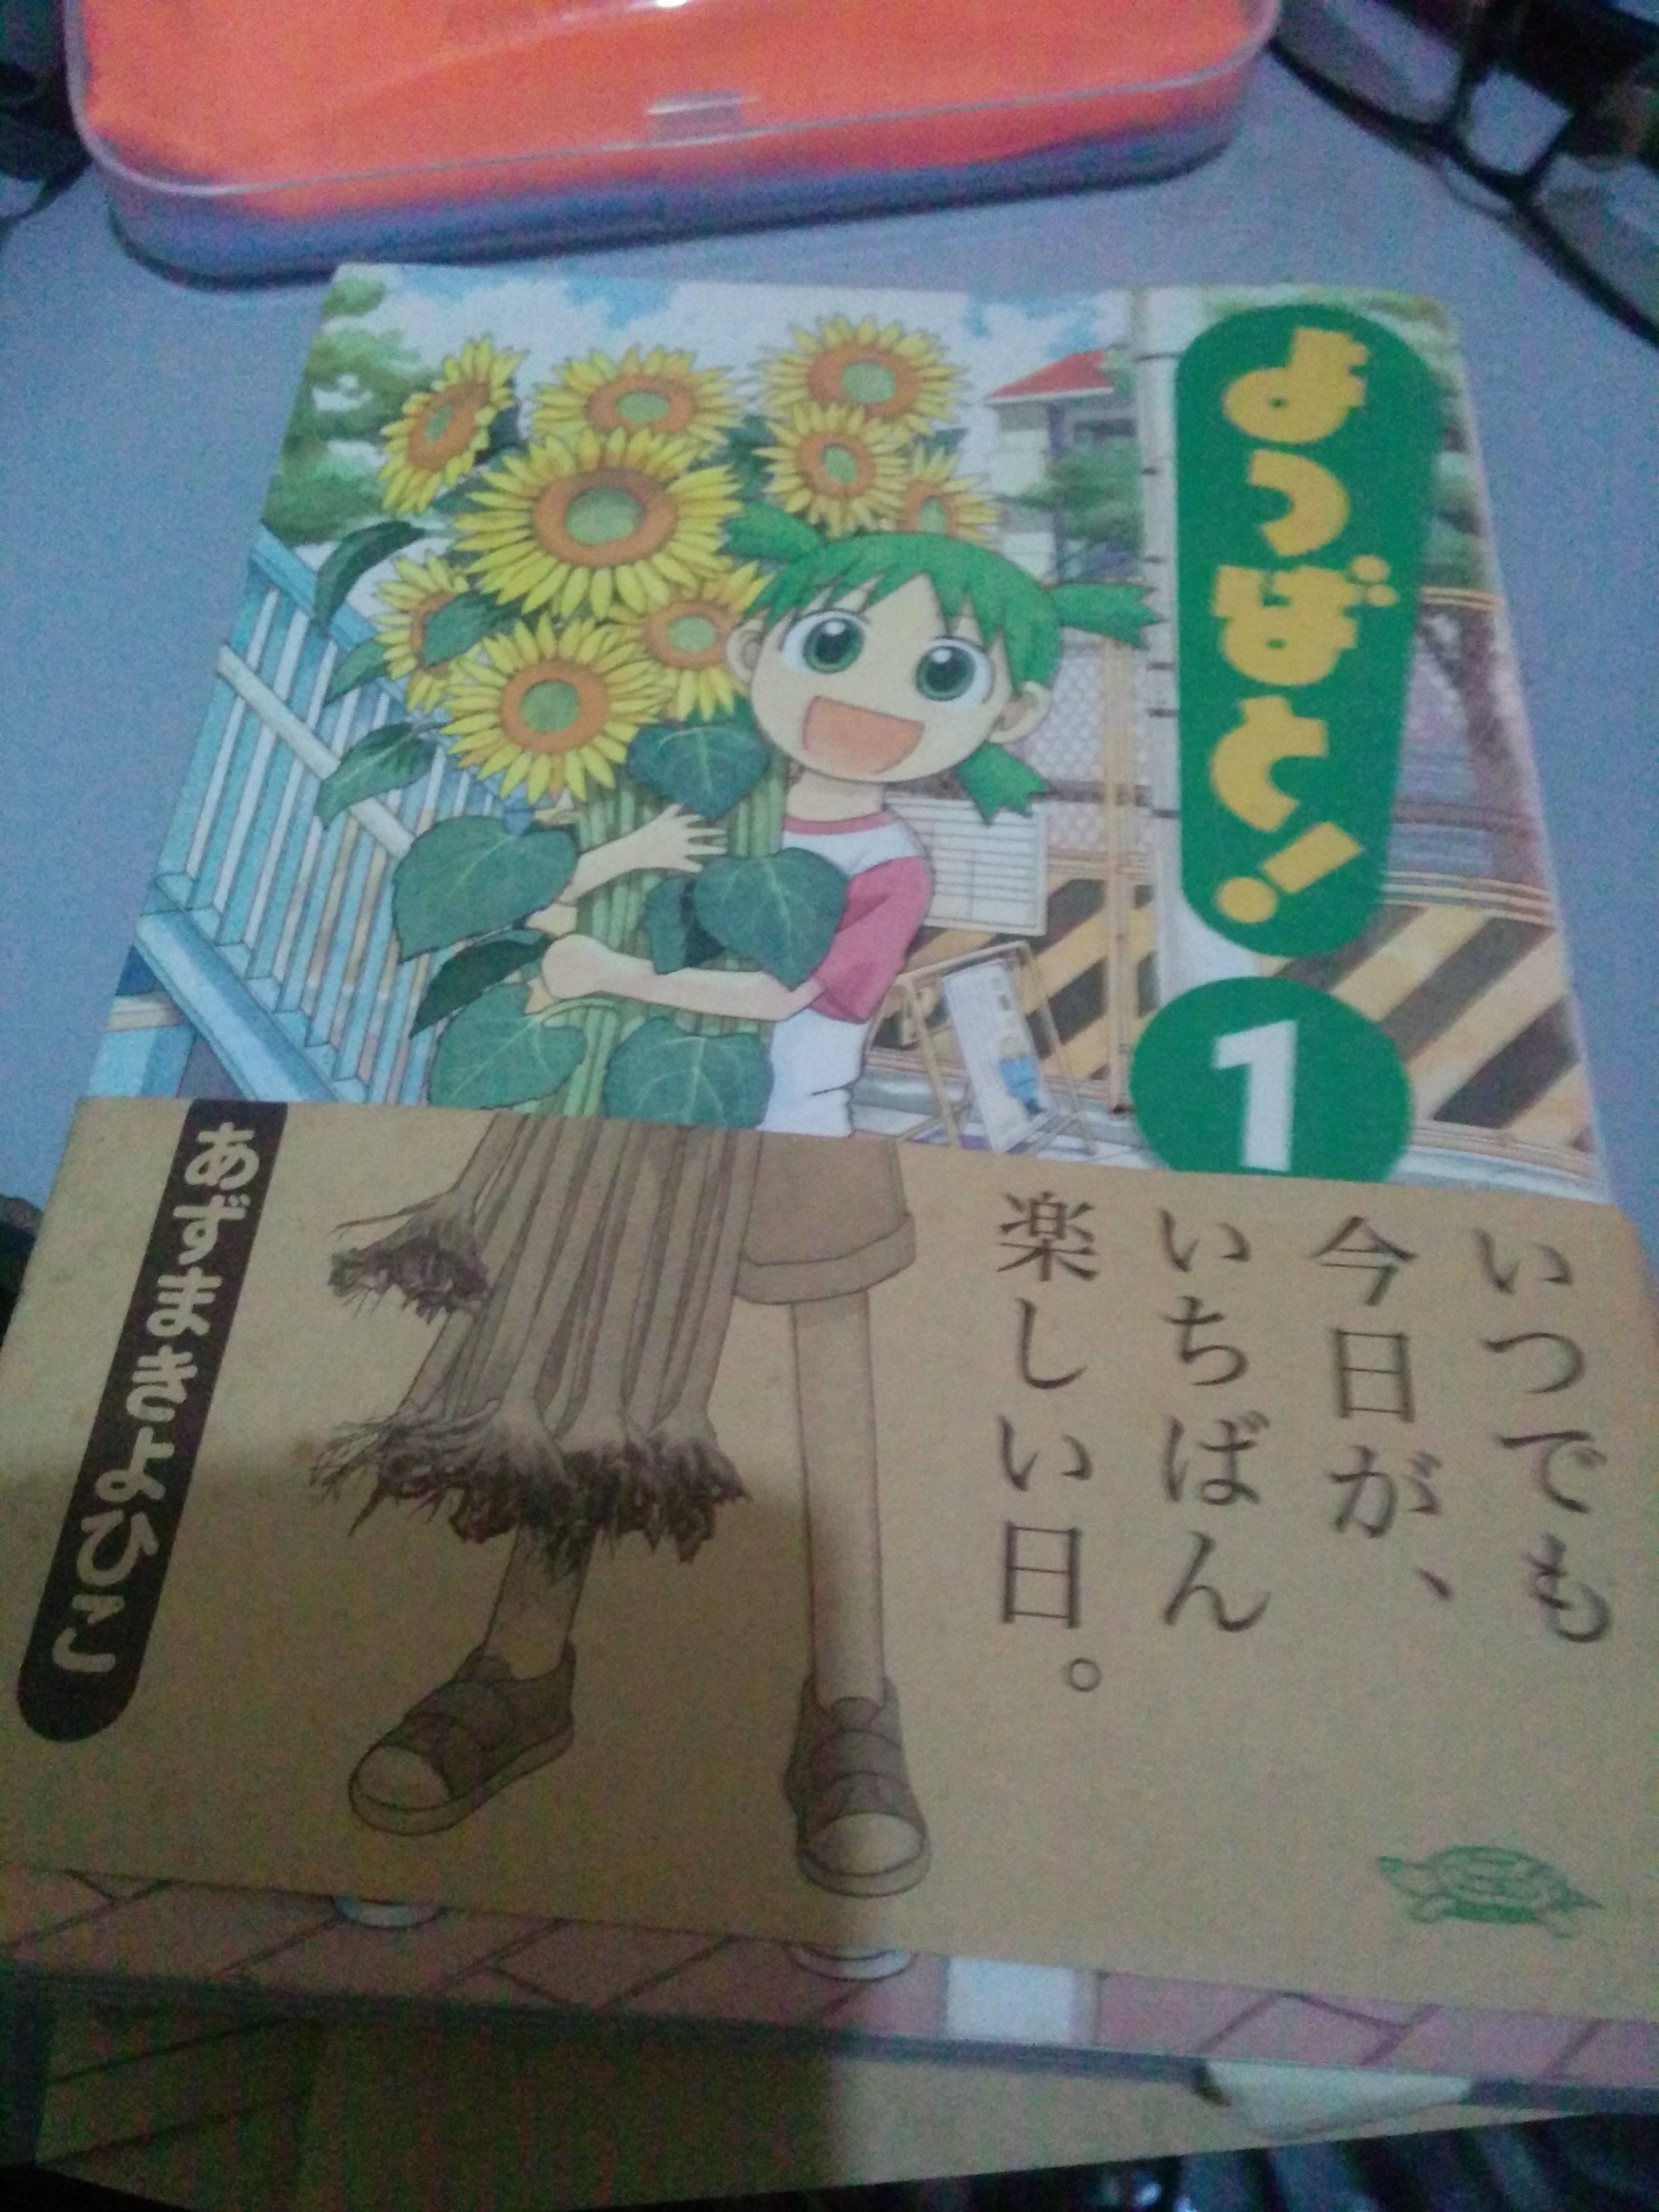 よつばと!
1
いつでも
今日が、
いちばん
楽しい日。
あずまきよひこ